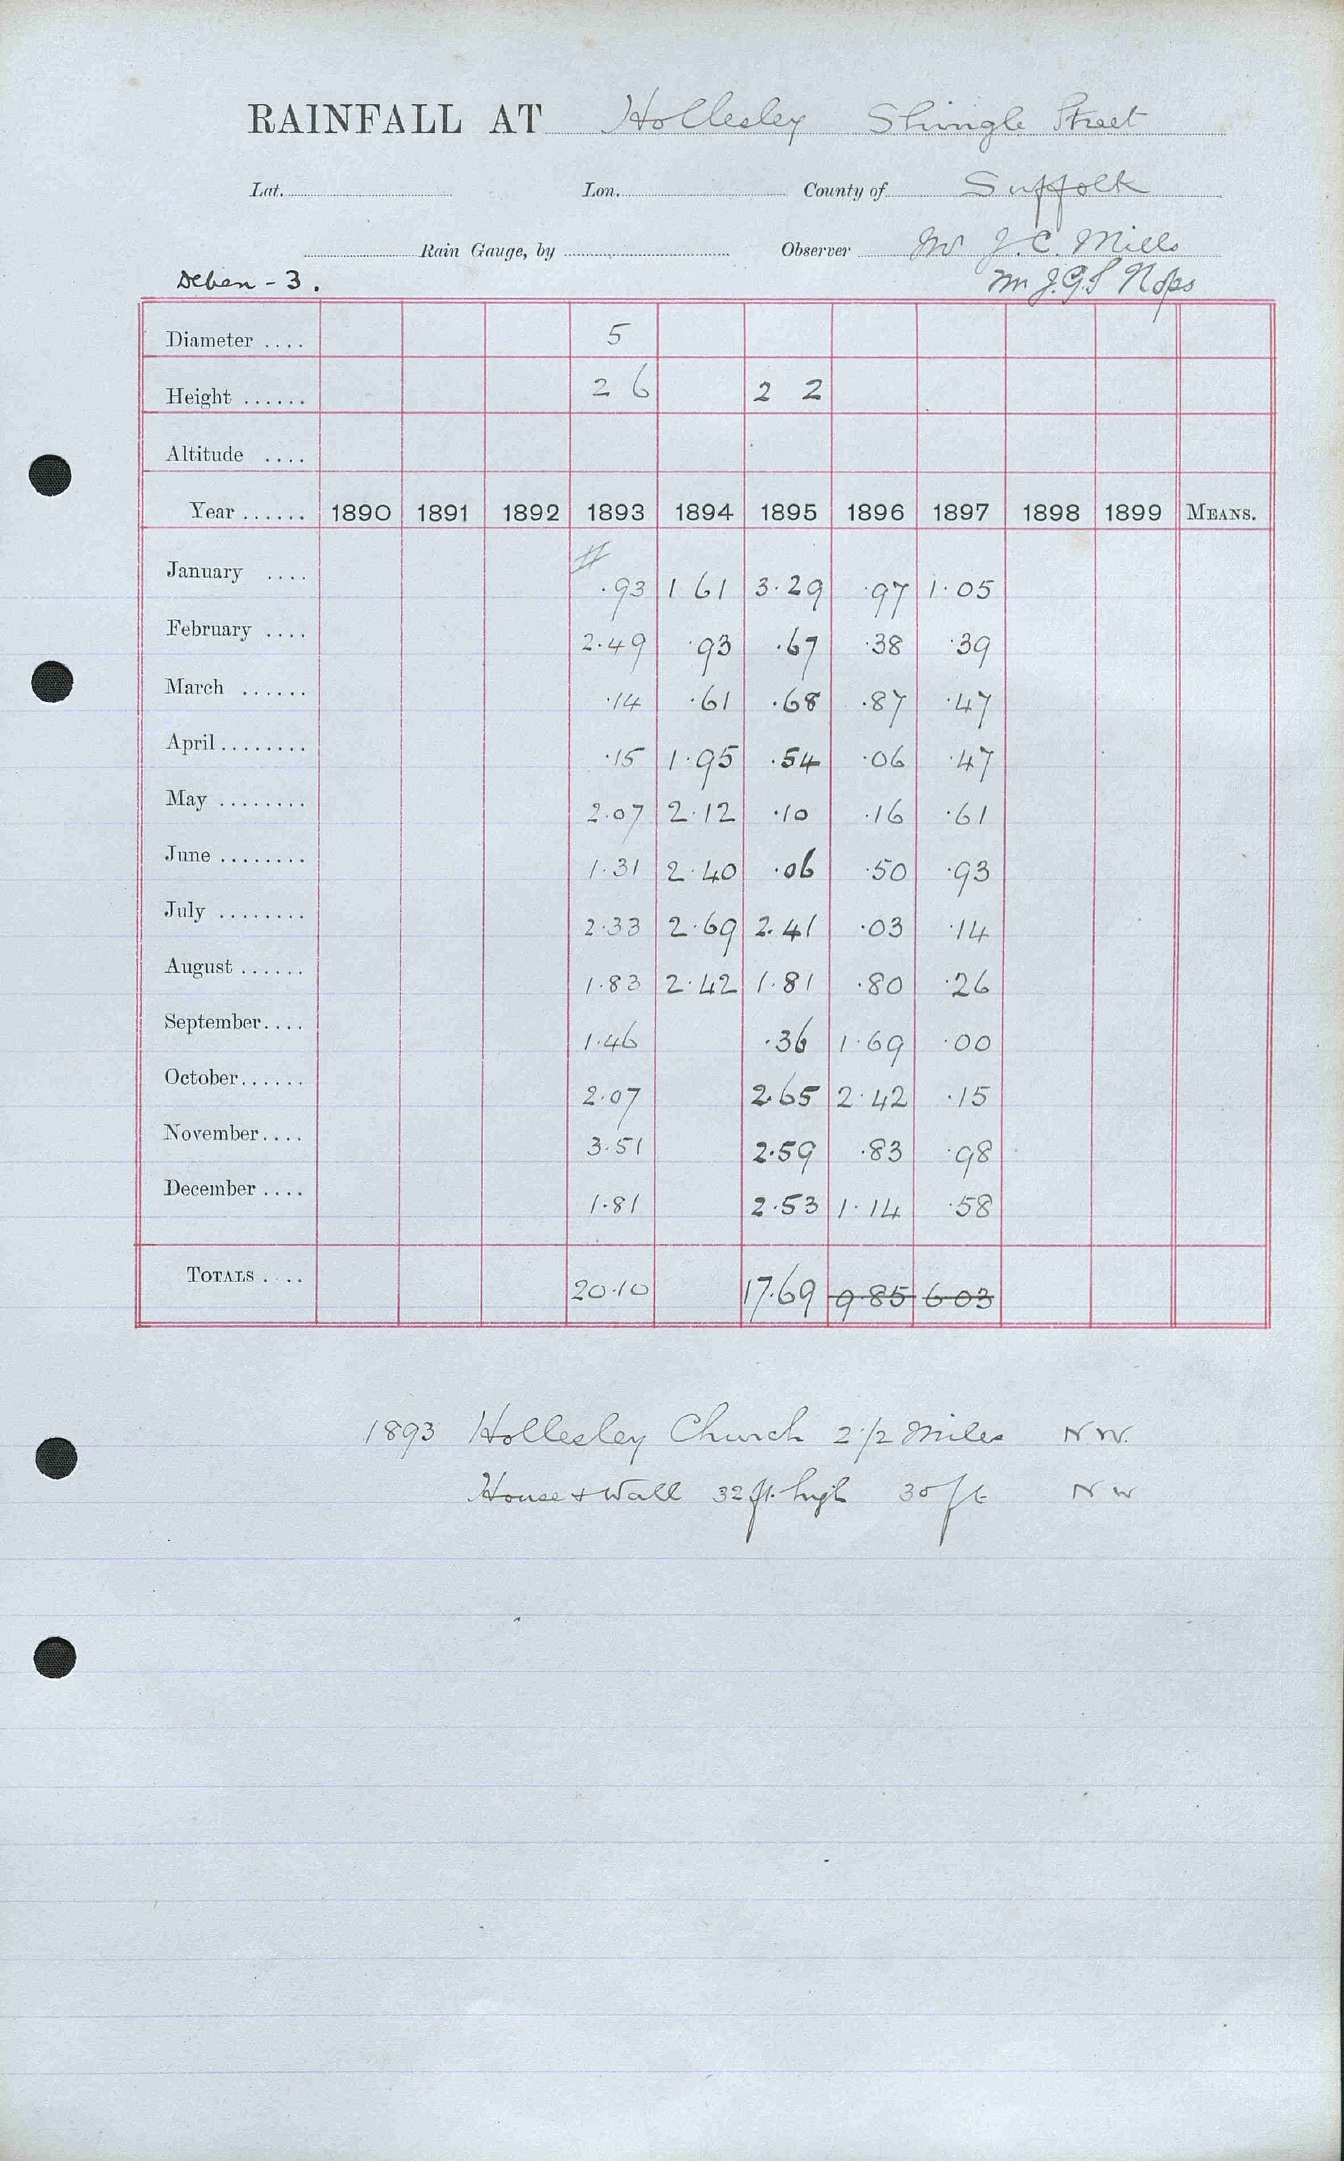 RAINFALL AT Hollesley Shingle Street
Lat. Lon. County of Suffolk
Rain Gauge, by Observer Mr J.C. Mills
Deben - 3. Mr J.G.S
Diameter .... 5
Height ...... 2 6 2 2
Altitude ....
Year ...... 1890 1891 1892 1893 1894 1895 1896 1897 1898 1899 MEANS.
January .... .93 1 61 3.29 .97 1.05
February .... 2.49 .93 .67 .38 .39
March ...... .14 .61 .68 .87 .47
April ........ .15 1.95 .54 .06 .47
May ........ 2.07 2.12 .10 .16 .61
June ........ 1.31 2.40 .06 .50 .93
July ........ 2.33 2.69 2.41 .03 .14
August ...... 1.83 2.42 1.81 .80 .26
September.... 1.46 .36 1.69 .00
October...... 2.07 2.65 2.42 .15
November.... 3.51 2.59 .83 .98
December .... 1.81 2.53 1.14 .58
TOTALS .... 20.10 17.69 9.85 6.03
1893 Hollesley Church 2 1/2 Miles NW.
House & Wall 32 ft. high 30 ft NW